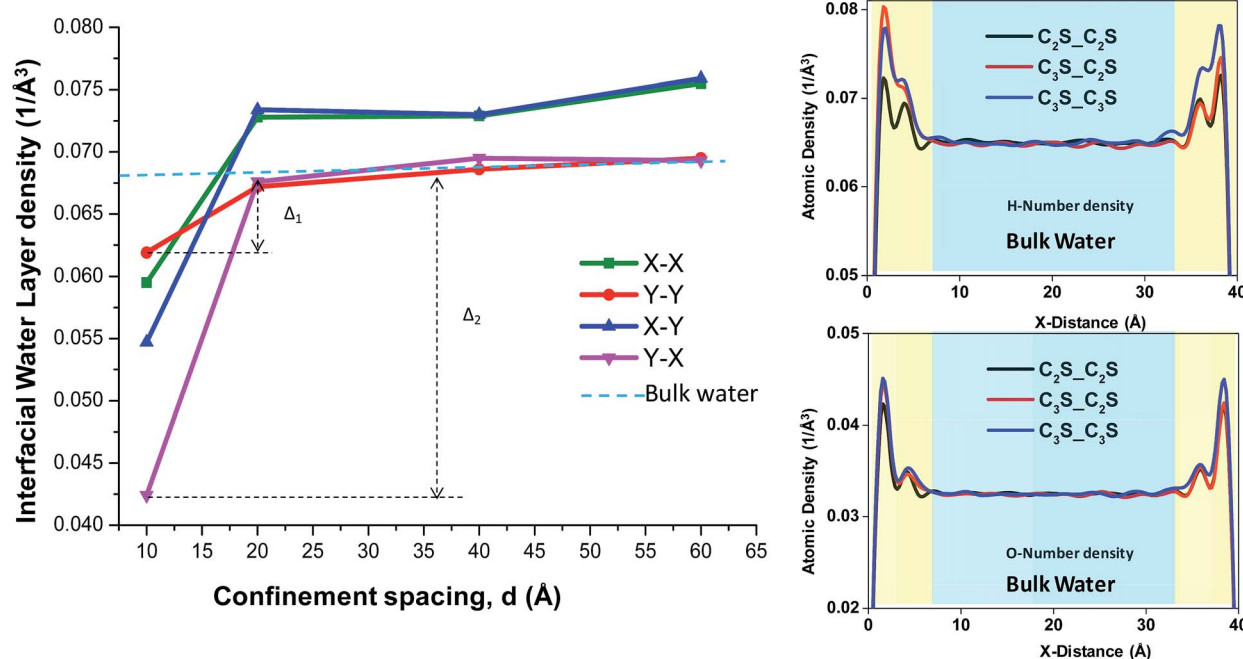 Interfacial Water Layer density (1/Å³)
0.080
0.075
0.070
0.065
0.060
0.055
0.050
0.045
0.040
Δ₁
Δ₂
X-X
Y-Y
X-Y
Y-X
Bulk water
10 15 20 25 30 35 40 45 50 55 60 65
Confinement spacing, d (Å)
Atomic Density (1/Å³)
0.08
0.07
0.06
0.05
C₂S_C₂S
C₃S_C₂S
C₃S_C₃S
H-Number density
Bulk Water
0 10 20 30 40
X-Distance (Å)
Atomic Density (1/Å³)
0.05
0.04
0.03
0.02
C₂S_C₂S
C₃S_C₂S
C₃S_C₃S
O-Number density
Bulk Water
0 10 20 30 40
X-Distance (Å)